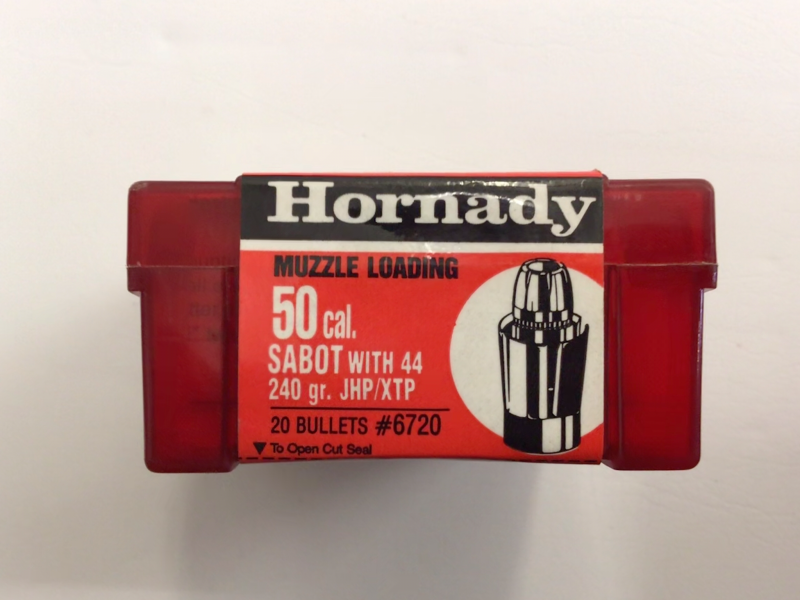 Hornady
MUZZLE LOADING
50 cal.
SABOT WITH 44
240 gr. JHP/XTP
20 BULLETS #6720
▼ To Open Cut Seal